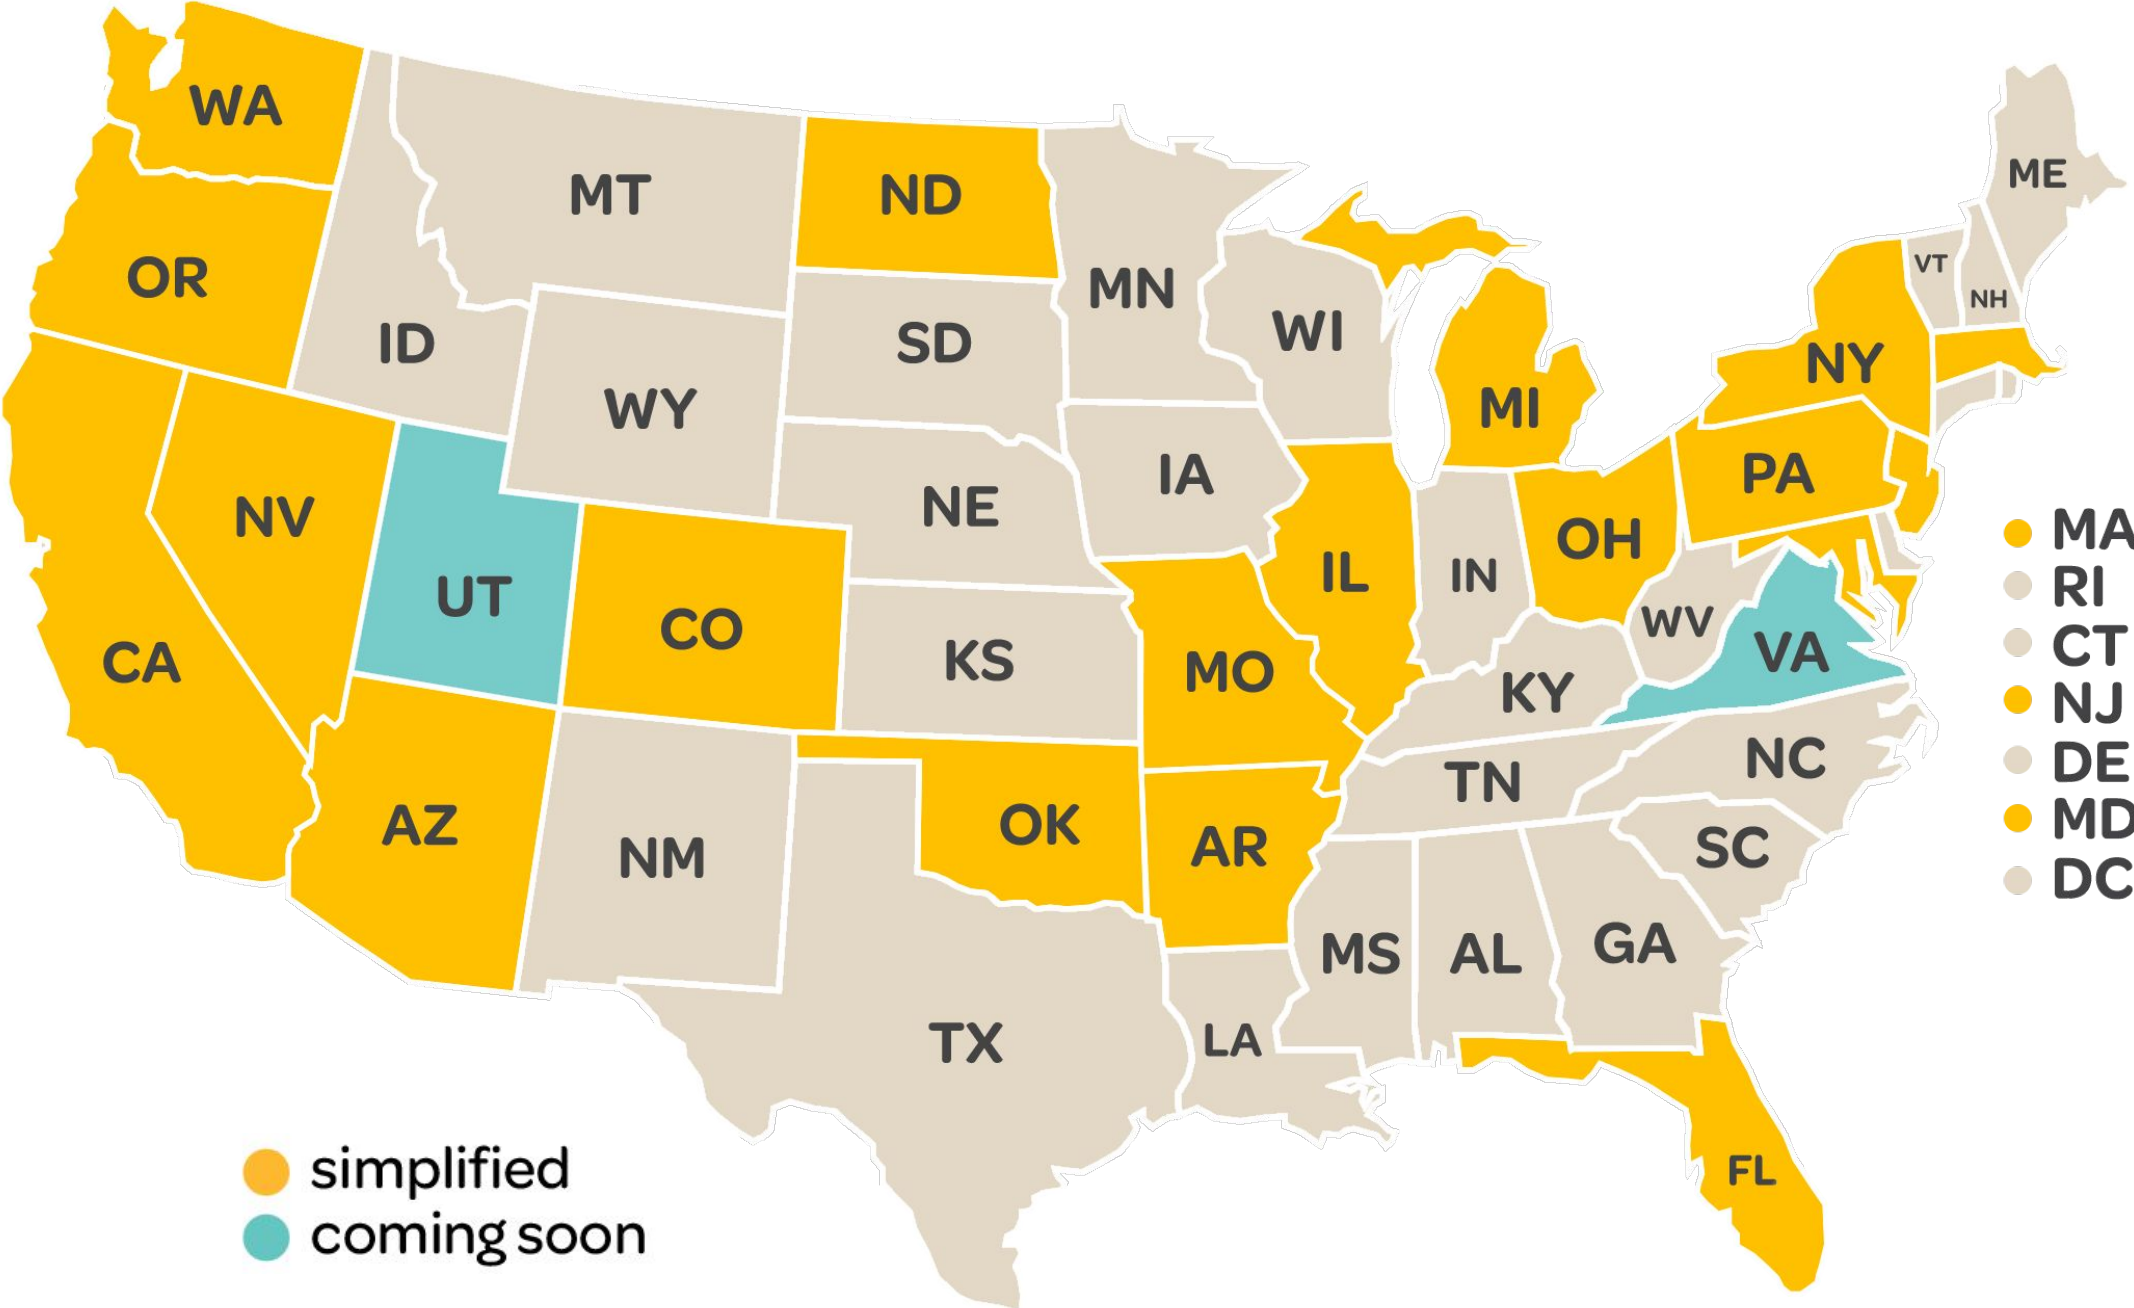 WA
MT
ND
ME
OR
MN
VT
NH
ID
SD
WI
NY
WY
MI
IA
PA
NV
NE
OH
MA
UT
CO
IL
IN
RI
WV
CA
KS
MO
VA
CT
KY
NJ
AZ
NM
OK
AR
TN
NC
DE
SC
MD
MS
AL
GA
DC
TX
LA
FL
simplified
coming soon